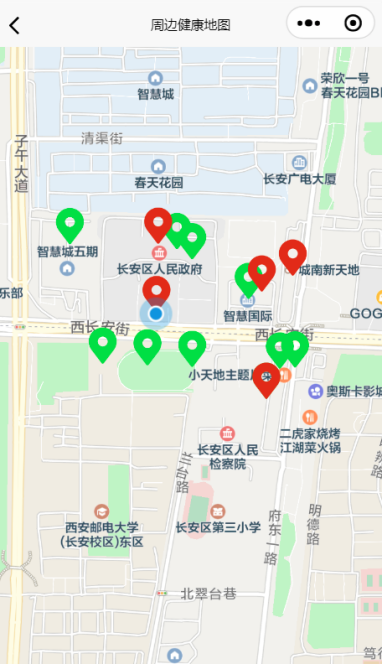 周边健康地图
荣欣一号
春天花园B
智慧城
清渠街
子午大道
春天花园
长安广电大厦
智慧城五期
长安区人民政府
城南新天地
乐部
智慧国际
GOG
西长安街
西长安街
小天地主题
奥斯卡影城
二虎家烧烤
江湖菜火锅
长安区人民
检察院
西安邮电大学
(长安校区)东区
长安区第三小学
府东一路
明德路
北翠台巷
笃